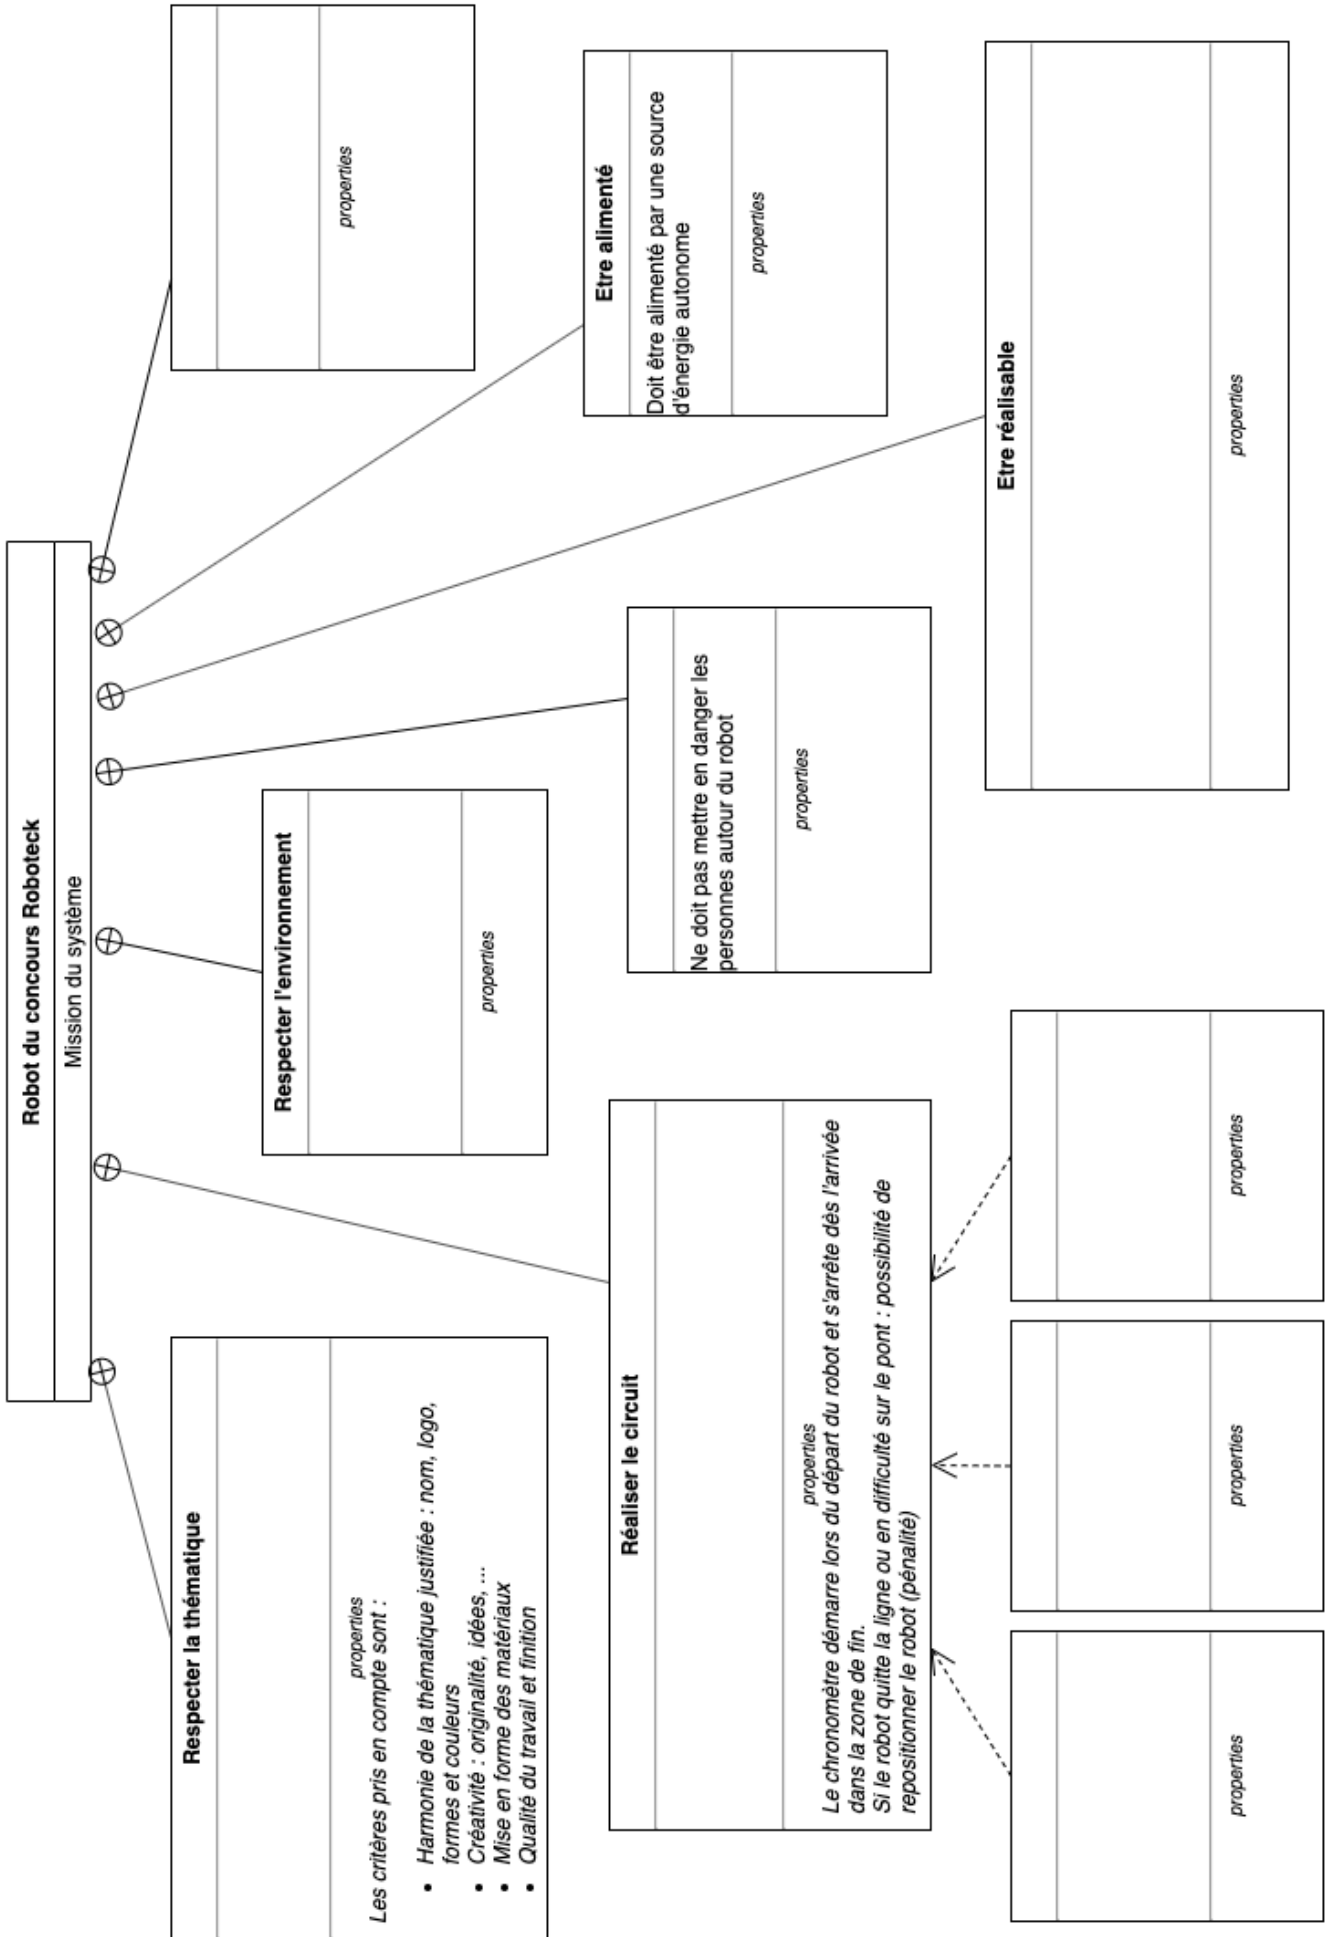 Robot du concours Roboteck
Mission du système
Respecter la thématique
properties
Les critères pris en compte sont :
• Harmonie de la thématique justifiée : nom, logo,
formes et couleurs
• Créativité : originalité, idées, ...
• Mise en forme des matériaux
• Qualité du travail et finition
Respecter l'environnement
properties
properties
Réaliser le circuit
properties
Le chronomètre démarre lors du départ du robot et s'arrête dès l'arrivée
dans la zone de fin.
Si le robot quitte la ligne ou en difficulté sur le pont : possibilité de
repositionner le robot (pénalité)
Ne doit pas mettre en danger les
personnes autour du robot
properties
Etre alimenté
Doit être alimenté par une source
d'énergie autonome
properties
properties
properties
properties
Etre réalisable
properties